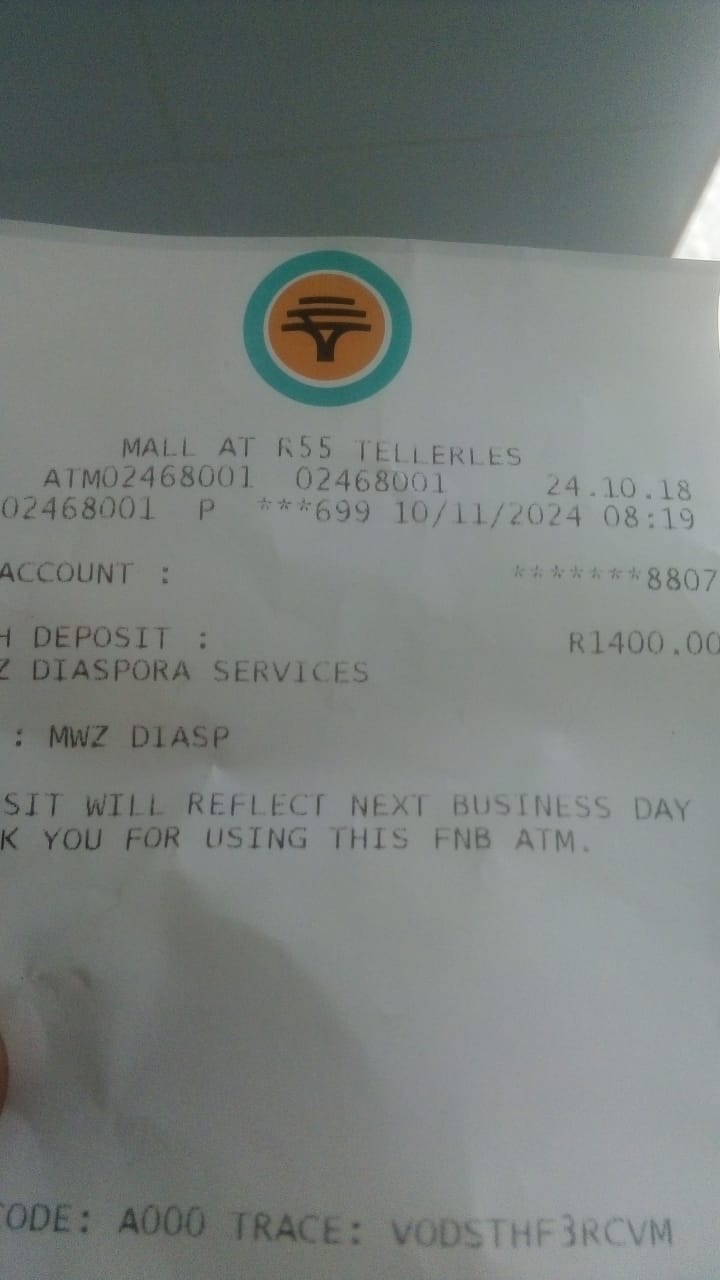 MALL AT R55 TELLERLES
ATM02468001 02468001 24.10.18
02468001 P ***699 10/11/2024 08:19
ACCOUNT : *******8807
H DEPOSIT : R1400.00
Z DIASPORA SERVICES
: MWZ DIASP
SIT WILL REFLECT NEXT BUSINESS DAY
K YOU FOR USING THIS FNB ATM.
CODE: A000 TRACE: VODSTHF3RCVM